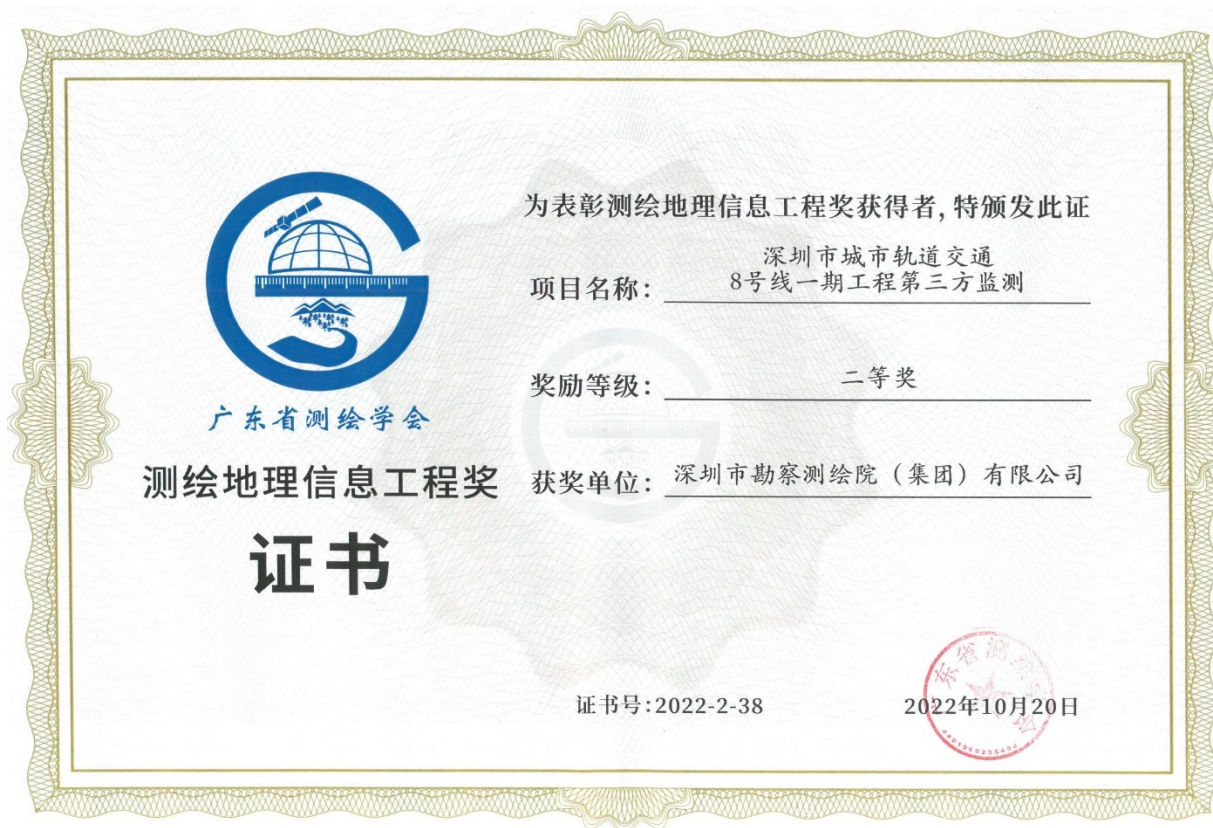 广东省测绘学会
测绘地理信息工程奖
证书
为表彰测绘地理信息工程奖获得者,特颁发此证
项目名称:
深圳市城市轨道交通
8号线一期工程第三方监测
奖励等级:
二等奖
获奖单位:
深圳市勘察测绘院（集团）有限公司
证书号:2022-2-38
2022年10月20日